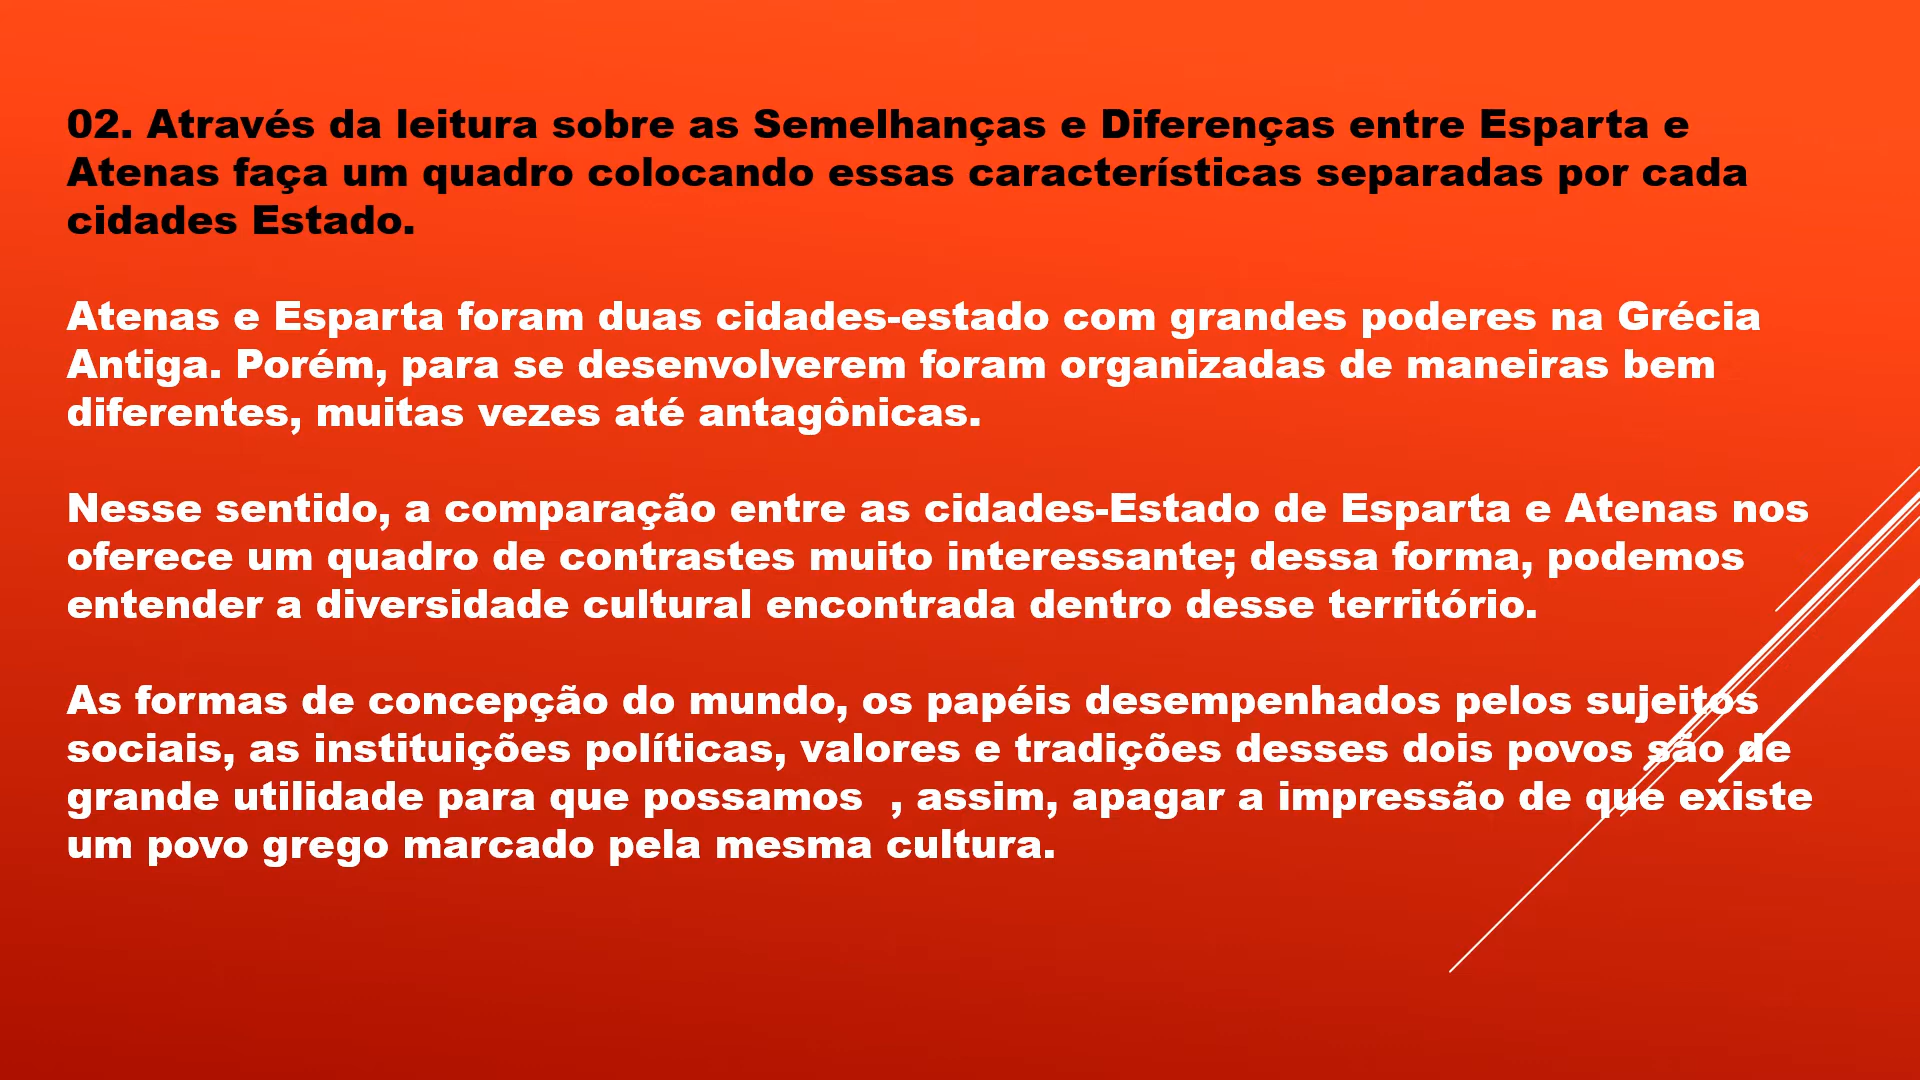 02. Através da leitura sobre as Semelhanças e Diferenças entre Esparta e
Atenas faça um quadro colocando essas características separadas por cada
cidades Estado.
Atenas e Esparta foram duas cidades-estado com grandes poderes na Grécia
Antiga. Porém, para se desenvolverem foram organizadas de maneiras bem
diferentes, muitas vezes até antagônicas.
Nesse sentido, a comparação entre as cidades-Estado de Esparta e Atenas nos
oferece um quadro de contrastes muito interessante; dessa forma, podemos
entender a diversidade cultural encontrada dentro desse território.
As formas de concepção do mundo, os papéis desempenhados pelos sujeitos
sociais, as instituições políticas, valores e tradições desses dois povos são de
grande utilidade para que possamos  , assim, apagar a impressão de que existe
um povo grego marcado pela mesma cultura.